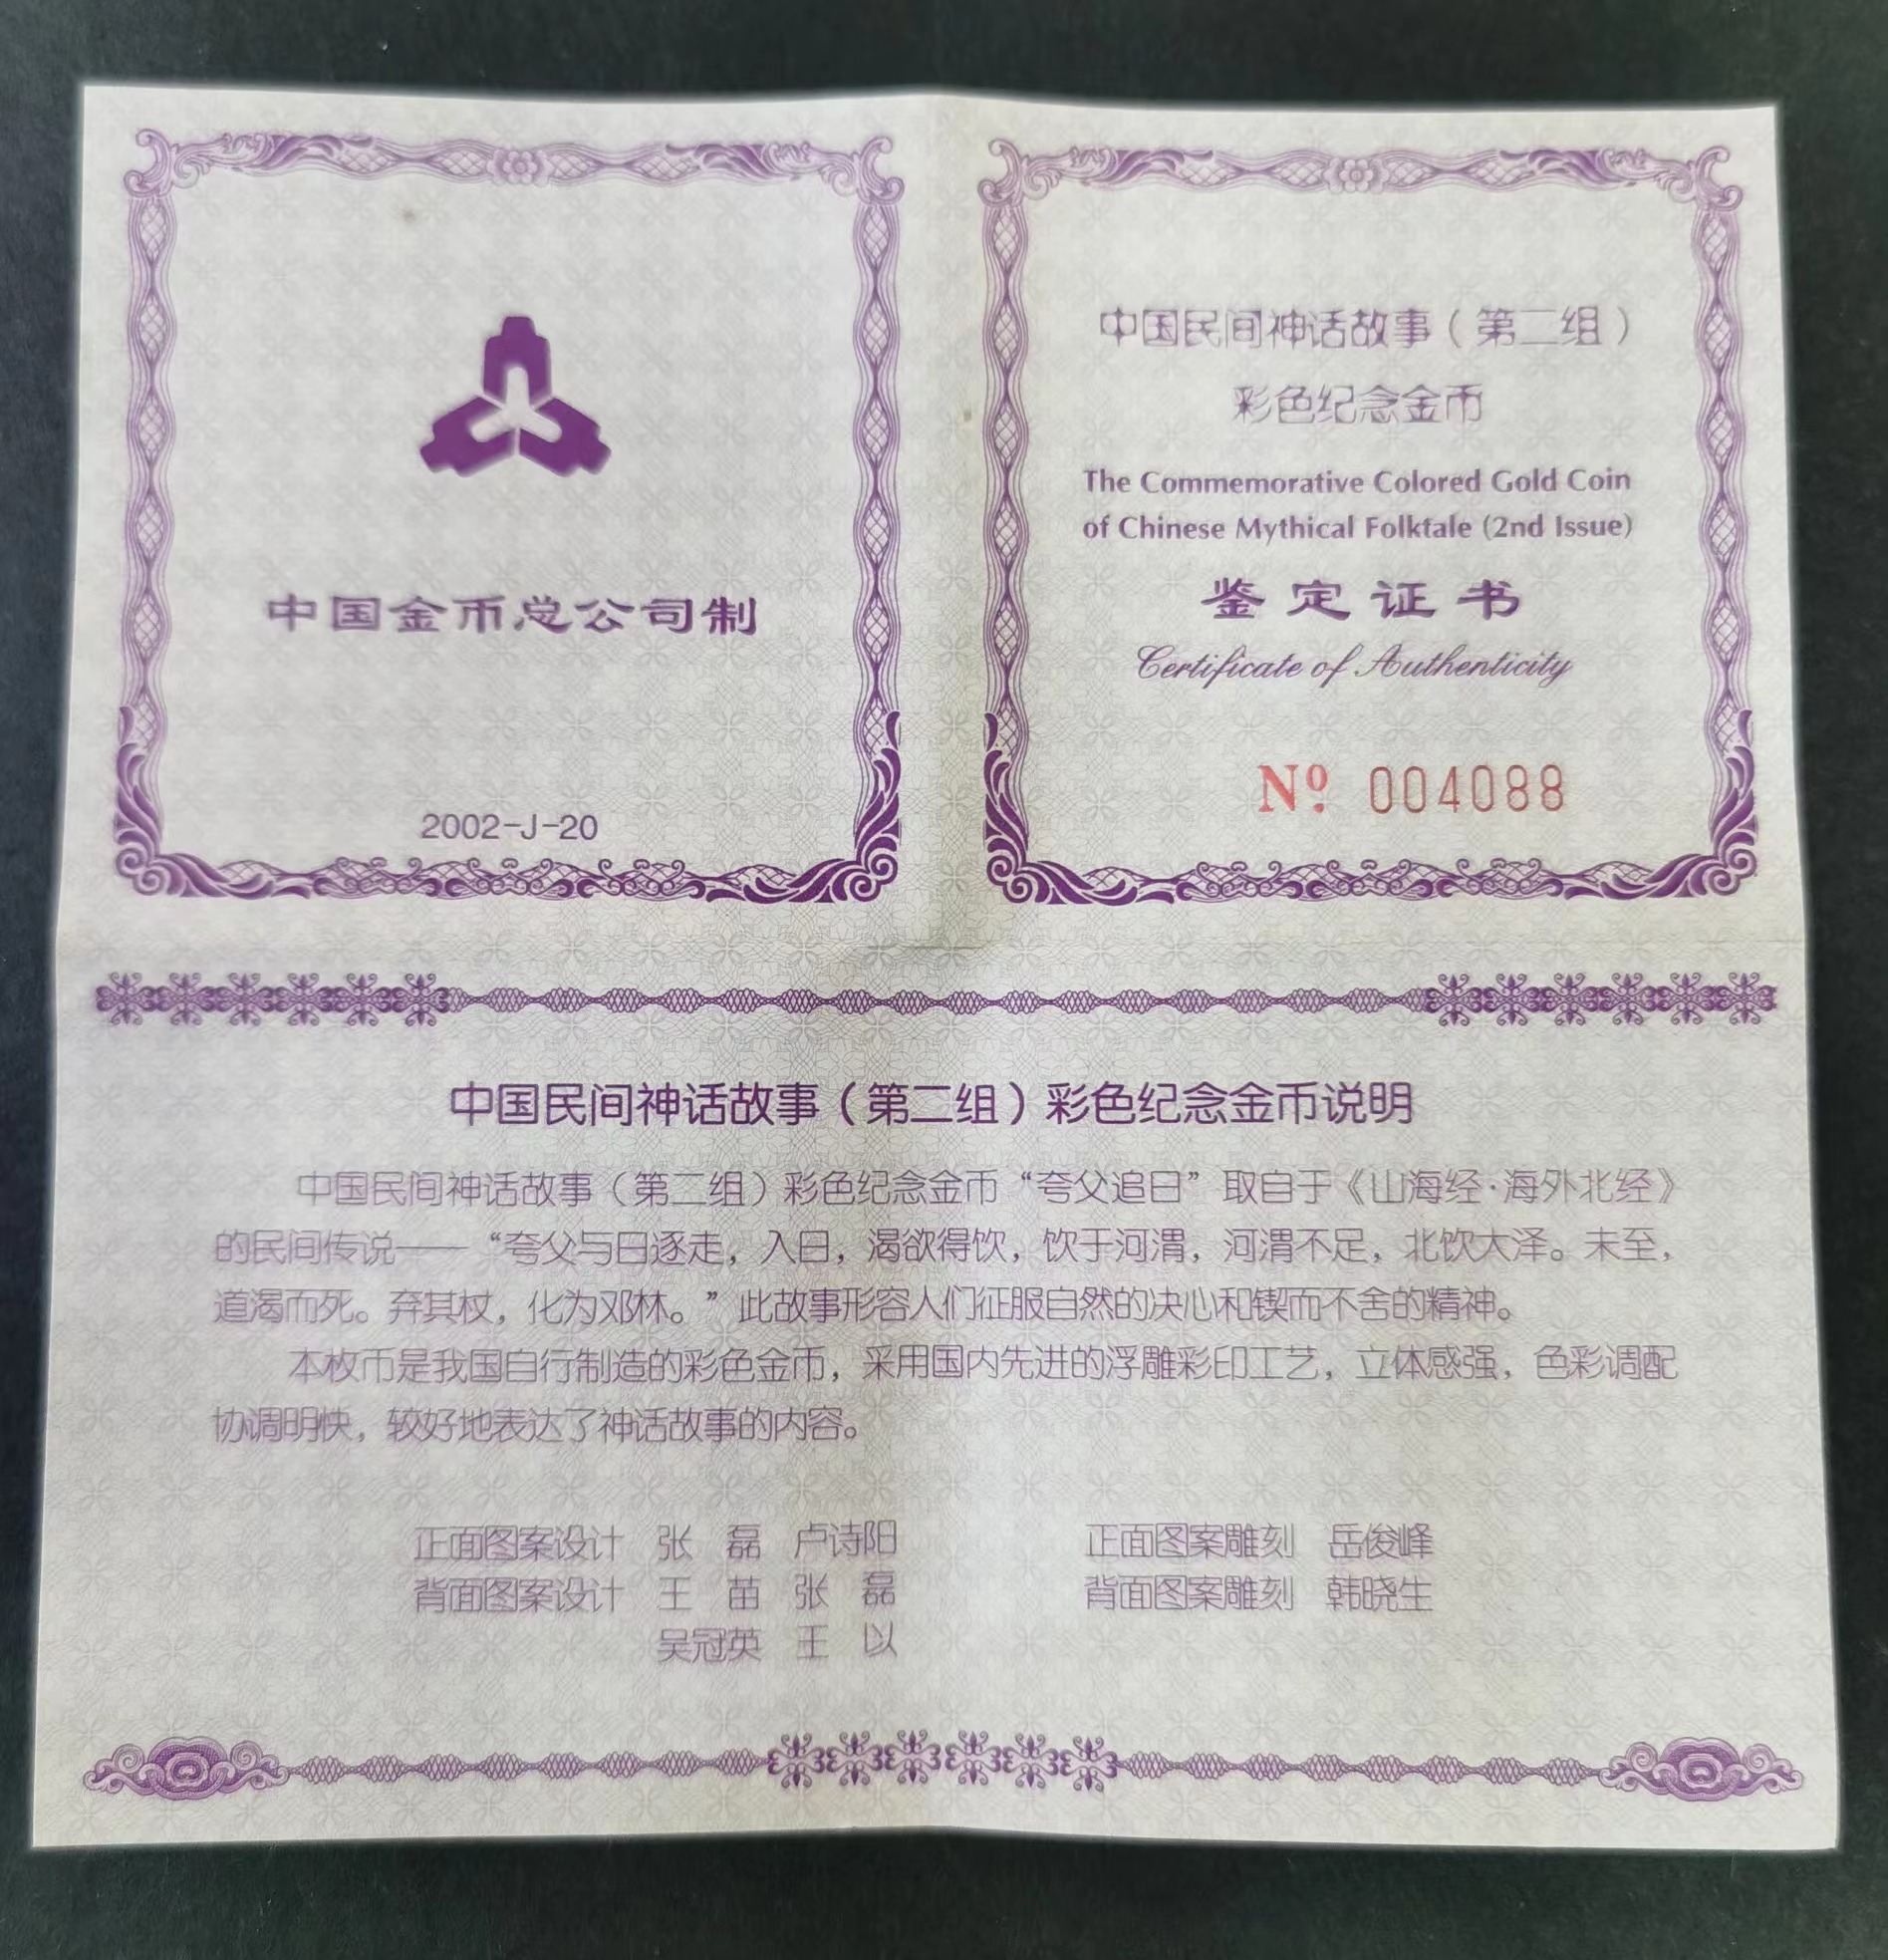 中国金币总公司制
2002-J-20
中国民间神话故事（第二组）
彩色纪念金币
The Commemorative Colored Gold Coin
of Chinese Mythical Folktale (2nd Issue)
鉴定证书
Certificate of Authenticity
Nº 004088
中国民间神话故事（第二组）彩色纪念金币说明
中国民间神话故事（第二组）彩色纪念金币“夸父追日”取自于《山海经·海外北经》
的民间传说——“夸父与日逐走，入日，渴欲得饮，饮于河渭，河渭不足，北饮大泽。未至，
道渴而死。弃其杖，化为邓林。”此故事形容人们征服自然的决心和锲而不舍的精神。
本枚币是我国自行制造的彩色金币，采用国内先进的浮雕彩印工艺，立体感强，色彩调配
协调明快，较好地表达了神话故事的内容。
正面图案设计 张 磊 卢诗阳
背面图案设计 王 苗 张 磊
吴冠英 王 以
正面图案雕刻 岳俊峰
背面图案雕刻 韩晓生